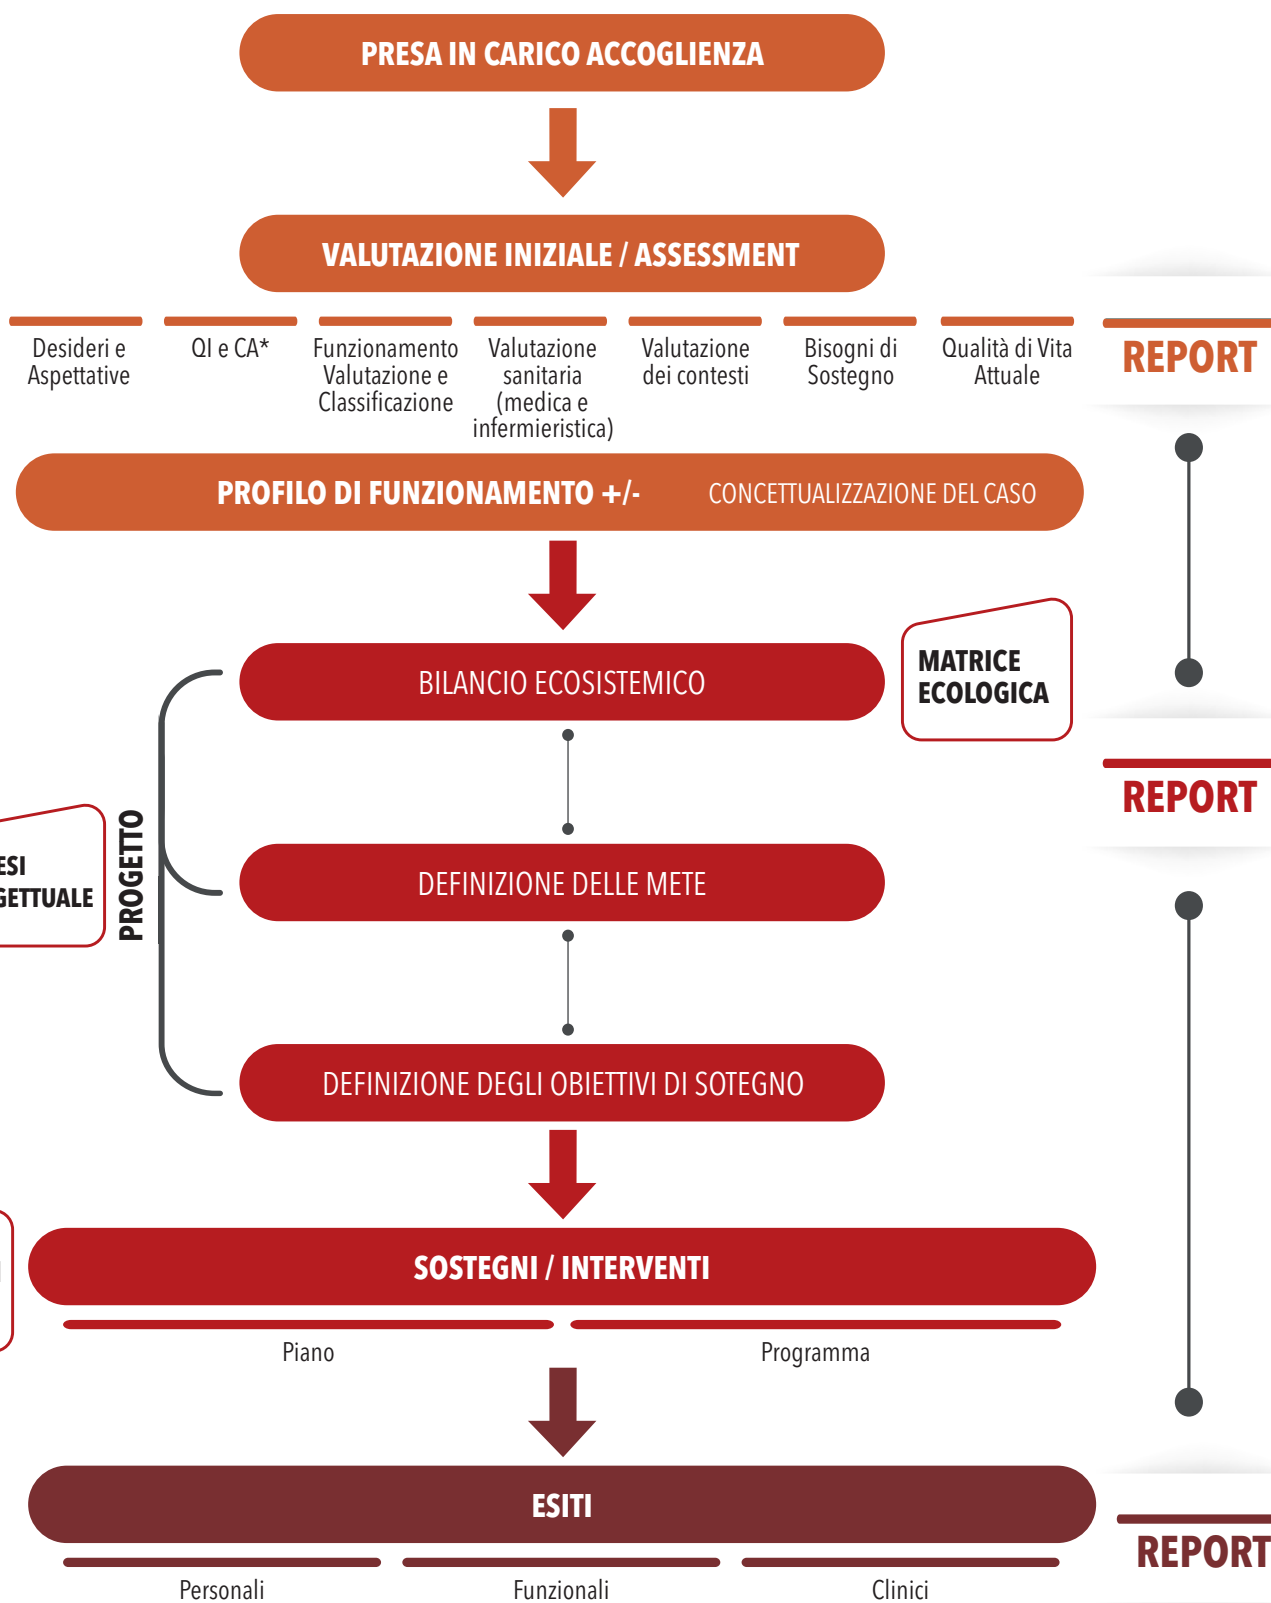 PRESA IN CARICO ACCOGLIENZA
VALUTAZIONE INIZIALE / ASSESSMENT
Desideri e
Aspettative
QI e CA*
Funzionamento
Valutazione e
Classificazione
Valutazione
sanitaria
(medica e
infermieristica)
Valutazione
dei contesti
Bisogni di
Sostegno
Qualità di Vita
Attuale
REPORT
PROFILO DI FUNZIONAMENTO +/- CONCETTUALIZZAZIONE DEL CASO
BILANCIO ECOSISTEMICO
MATRICE
ECOLOGICA
REPORT
ESI
GETTUALE
PROGETTO
DEFINIZIONE DELLE METE
DEFINIZIONE DEGLI OBIETTIVI DI SOTEGNO
SOSTEGNI / INTERVENTI
Piano
Programma
ESITI
Personali
Funzionali
Clinici
REPORT